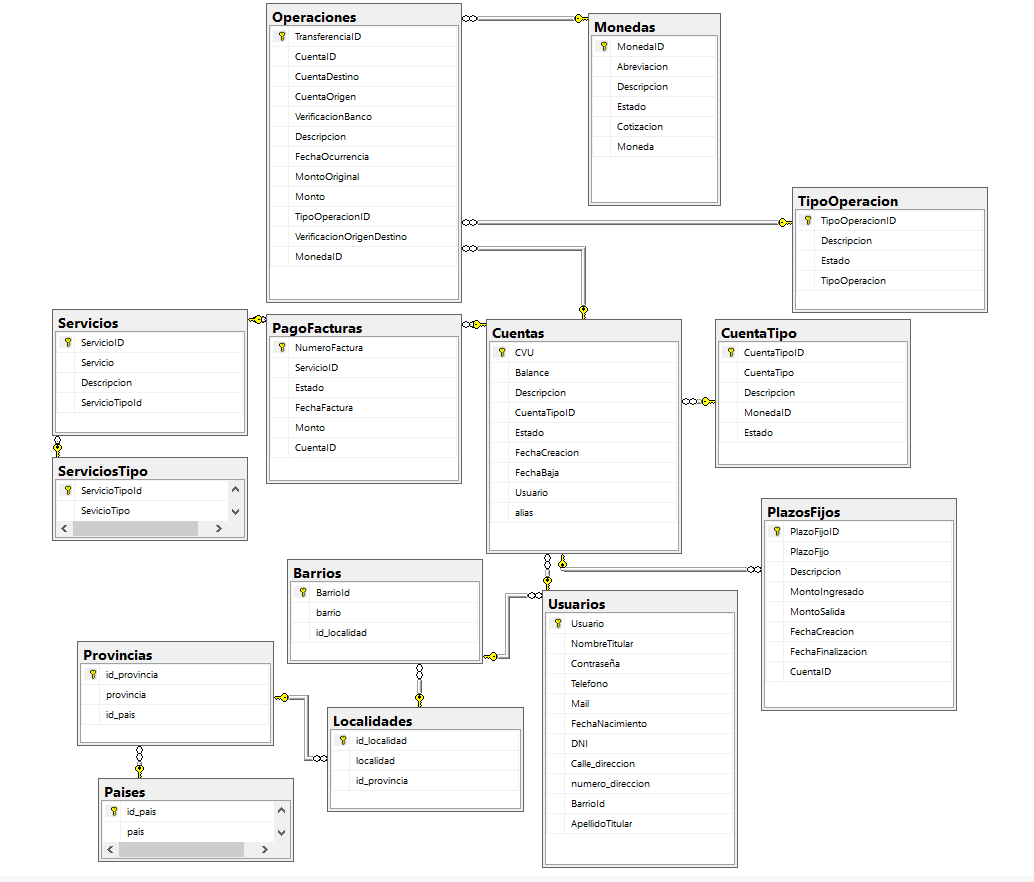 Operaciones
TransferenciaID
CuentaID
CuentaDestino
CuentaOrigen
VerificacionBanco
Descripcion
FechaOcurrencia
MontoOriginal
Monto
TipoOperacionID
VerificacionOrigenDestino
MonedaID
Monedas
MonedaID
Abreviacion
Descripcion
Estado
Cotizacion
Moneda
TipoOperacion
TipoOperacionID
Descripcion
Estado
TipoOperacion
Servicios
ServicioID
Servicio
Descripcion
ServicioTipoId
PagoFacturas
NumeroFactura
ServicioID
Estado
FechaFactura
Monto
CuentaID
Cuentas
CVU
Balance
Descripcion
CuentaTipoID
Estado
FechaCreacion
FechaBaja
Usuario
alias
CuentaTipo
CuentaTipoID
CuentaTipo
Descripcion
MonedaID
Estado
ServiciosTipo
ServicioTipoId
SevicioTipo
PlazosFijos
PlazoFijoID
PlazoFijo
Descripcion
MontoIngresado
MontoSalida
FechaCreacion
FechaFinalizacion
CuentaID
Barrios
BarrioId
barrio
id_localidad
Usuarios
Usuario
NombreTitular
Contraseña
Telefono
Mail
FechaNacimiento
DNI
Calle_direccion
numero_direccion
BarrioId
ApellidoTitular
Provincias
id_provincia
provincia
id_pais
Localidades
id_localidad
localidad
id_provincia
Paises
id_pais
pais